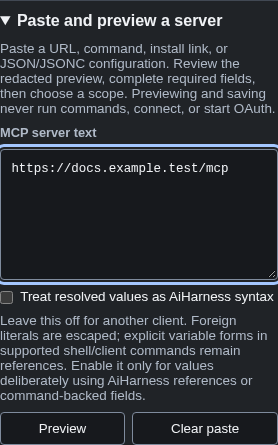 ▼ Paste and preview a server
Paste a URL, command, install link, or
JSON/JSONC configuration. Review the
redacted preview, complete required fields,
then choose a scope. Previewing and saving
never run commands, connect, or start OAuth.
MCP server text
https://docs.example.test/mcp
Treat resolved values as AiHarness syntax
Leave this off for another client. Foreign
literals are escaped; explicit variable forms in
supported shell/client commands remain
references. Enable it only for values
deliberately using AiHarness references or
command-backed fields.
Preview
Clear paste